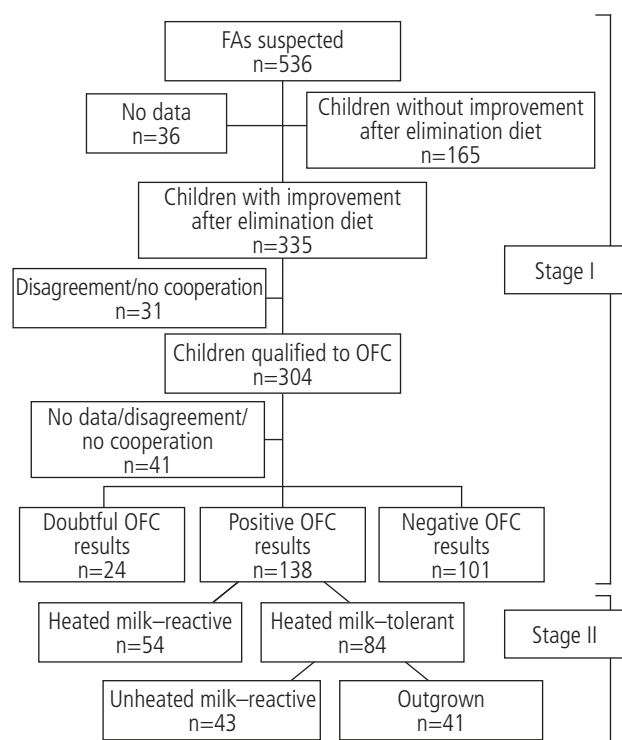 FAs suspected
n=536
No data
n=36
Children without improvement
after elimination diet
n=165
Children with improvement
after elimination diet
n=335
Stage I
Disagreement/no cooperation
n=31
Children qualified to OFC
n=304
No data/disagreement/
no cooperation
n=41
Doubtful OFC
results
n=24
Positive OFC
results
n=138
Negative OFC
results
n=101
Heated milk–reactive
n=54
Heated milk–tolerant
n=84
Stage II
Unheated milk–reactive
n=43
Outgrown
n=41